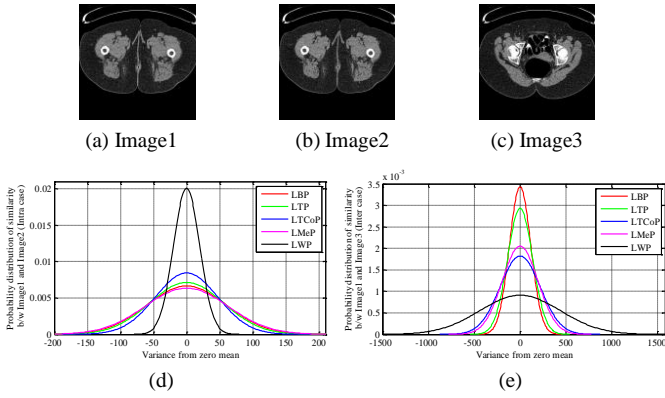 (a) Image1
(b) Image2
(c) Image3
Probability distribution of similarity
b/w Image1 and Image2 (Intra case)
0.02
0.015
0.01
0.005
0
-200 -150 -100 -50 0 50 100 150 200
Variance from zero mean
LBP
LTP
LTCoP
LMeP
LWP
(d)
Probability distribution of similarity
b/w Image1 and Image3 (Inter case)
x 10⁻³
3.5
3
2.5
2
1.5
1
0.5
0
-1500 -1000 -500 0 500 1000 1500
Variance from zero mean
LBP
LTP
LTCoP
LMeP
LWP
(e)